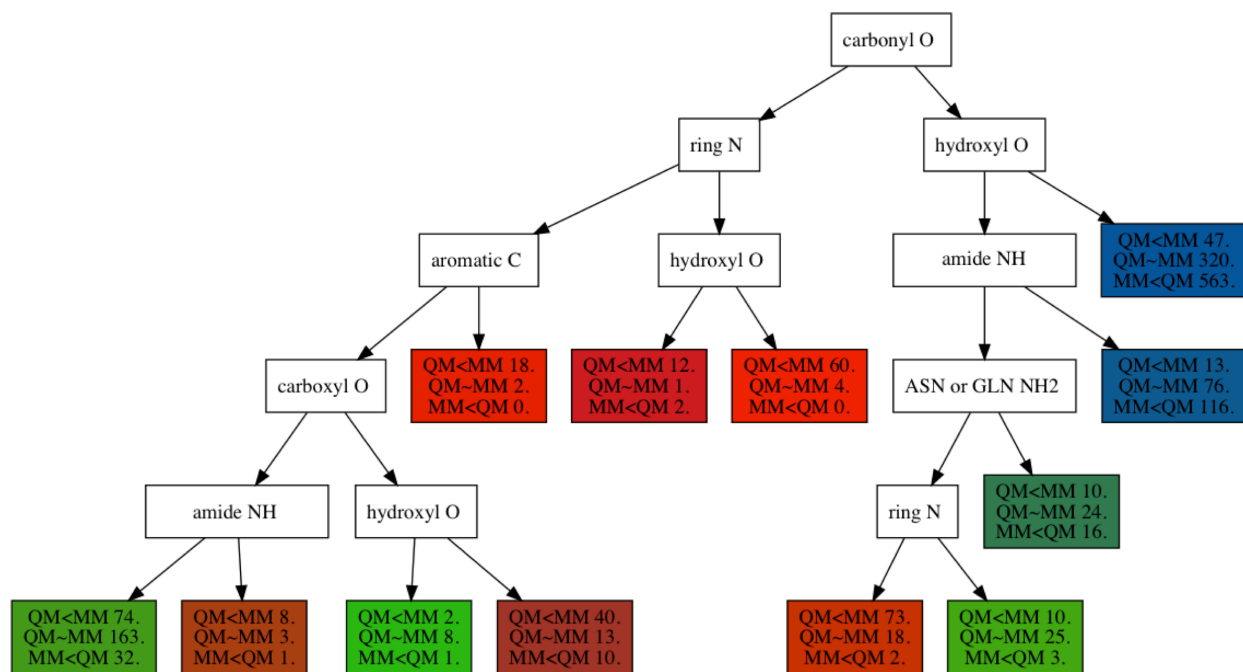 carbonyl O
ring N
hydroxyl O
aromatic C
hydroxyl O
amide NH
QM<MM 47.
QM~MM 320.
MM<QM 563.
carboxyl O
QM<MM 18.
QM~MM 2.
MM<QM 0.
QM<MM 12.
QM~MM 1.
MM<QM 2.
QM<MM 60.
QM~MM 4.
MM<QM 0.
ASN or GLN NH2
QM<MM 13.
QM~MM 76.
MM<QM 116.
amide NH
hydroxyl O
ring N
QM<MM 10.
QM~MM 24.
MM<QM 16.
QM<MM 74.
QM~MM 163.
MM<QM 32.
QM<MM 8.
QM~MM 3.
MM<QM 1.
QM<MM 2.
QM~MM 8.
MM<QM 1.
QM<MM 40.
QM~MM 13.
MM<QM 10.
QM<MM 73.
QM~MM 18.
MM<QM 2.
QM<MM 10.
QM~MM 25.
MM<QM 3.